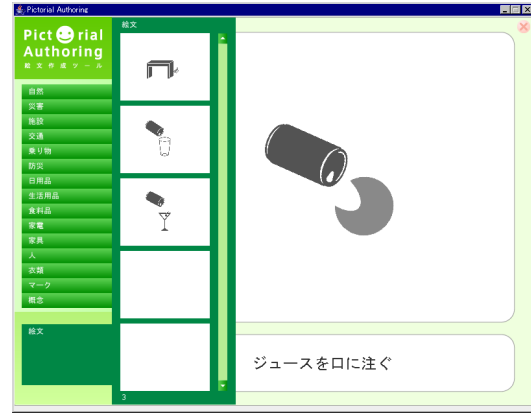 Pictorial Authoring
Pict rial
Authoring
絵文作成ツール
自然
災害
施設
交通
乗り物
防災
日用品
生活用品
食料品
家電
家具
人
衣類
マーク
概念
絵文
絵文
3
ジュースを口に注ぐ